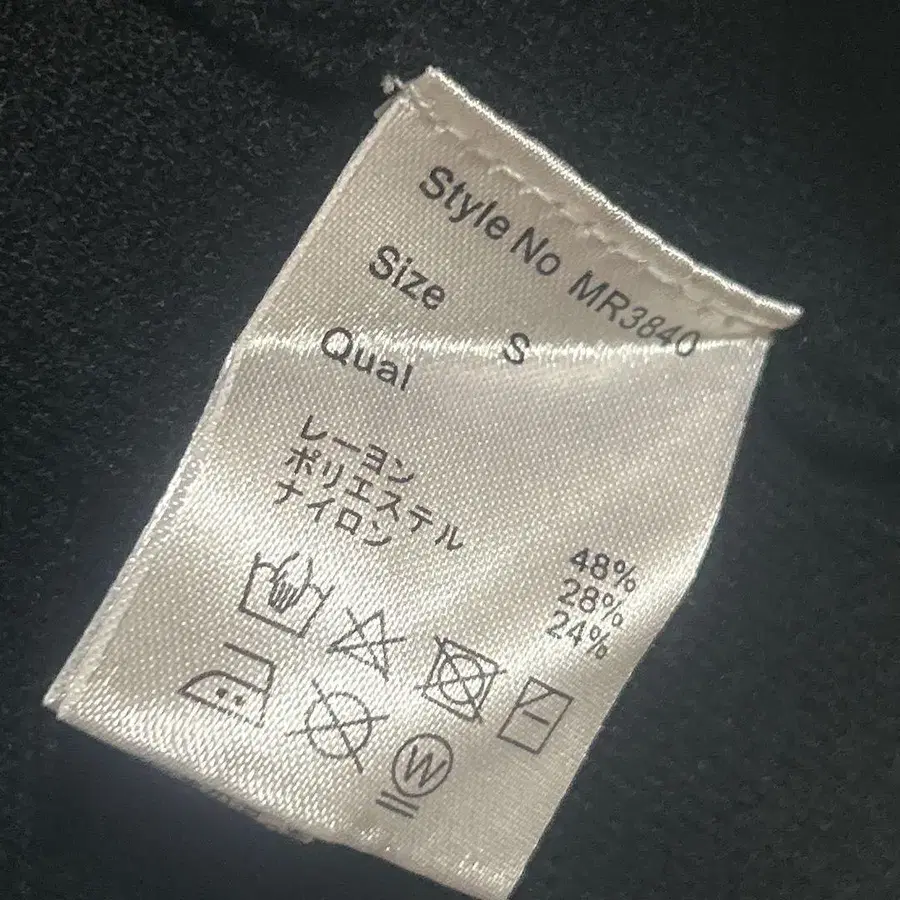 Style No MR3840
Size S
Qual
レーヨン 48%
ポリエステル 28%
ナイロン 24%
W